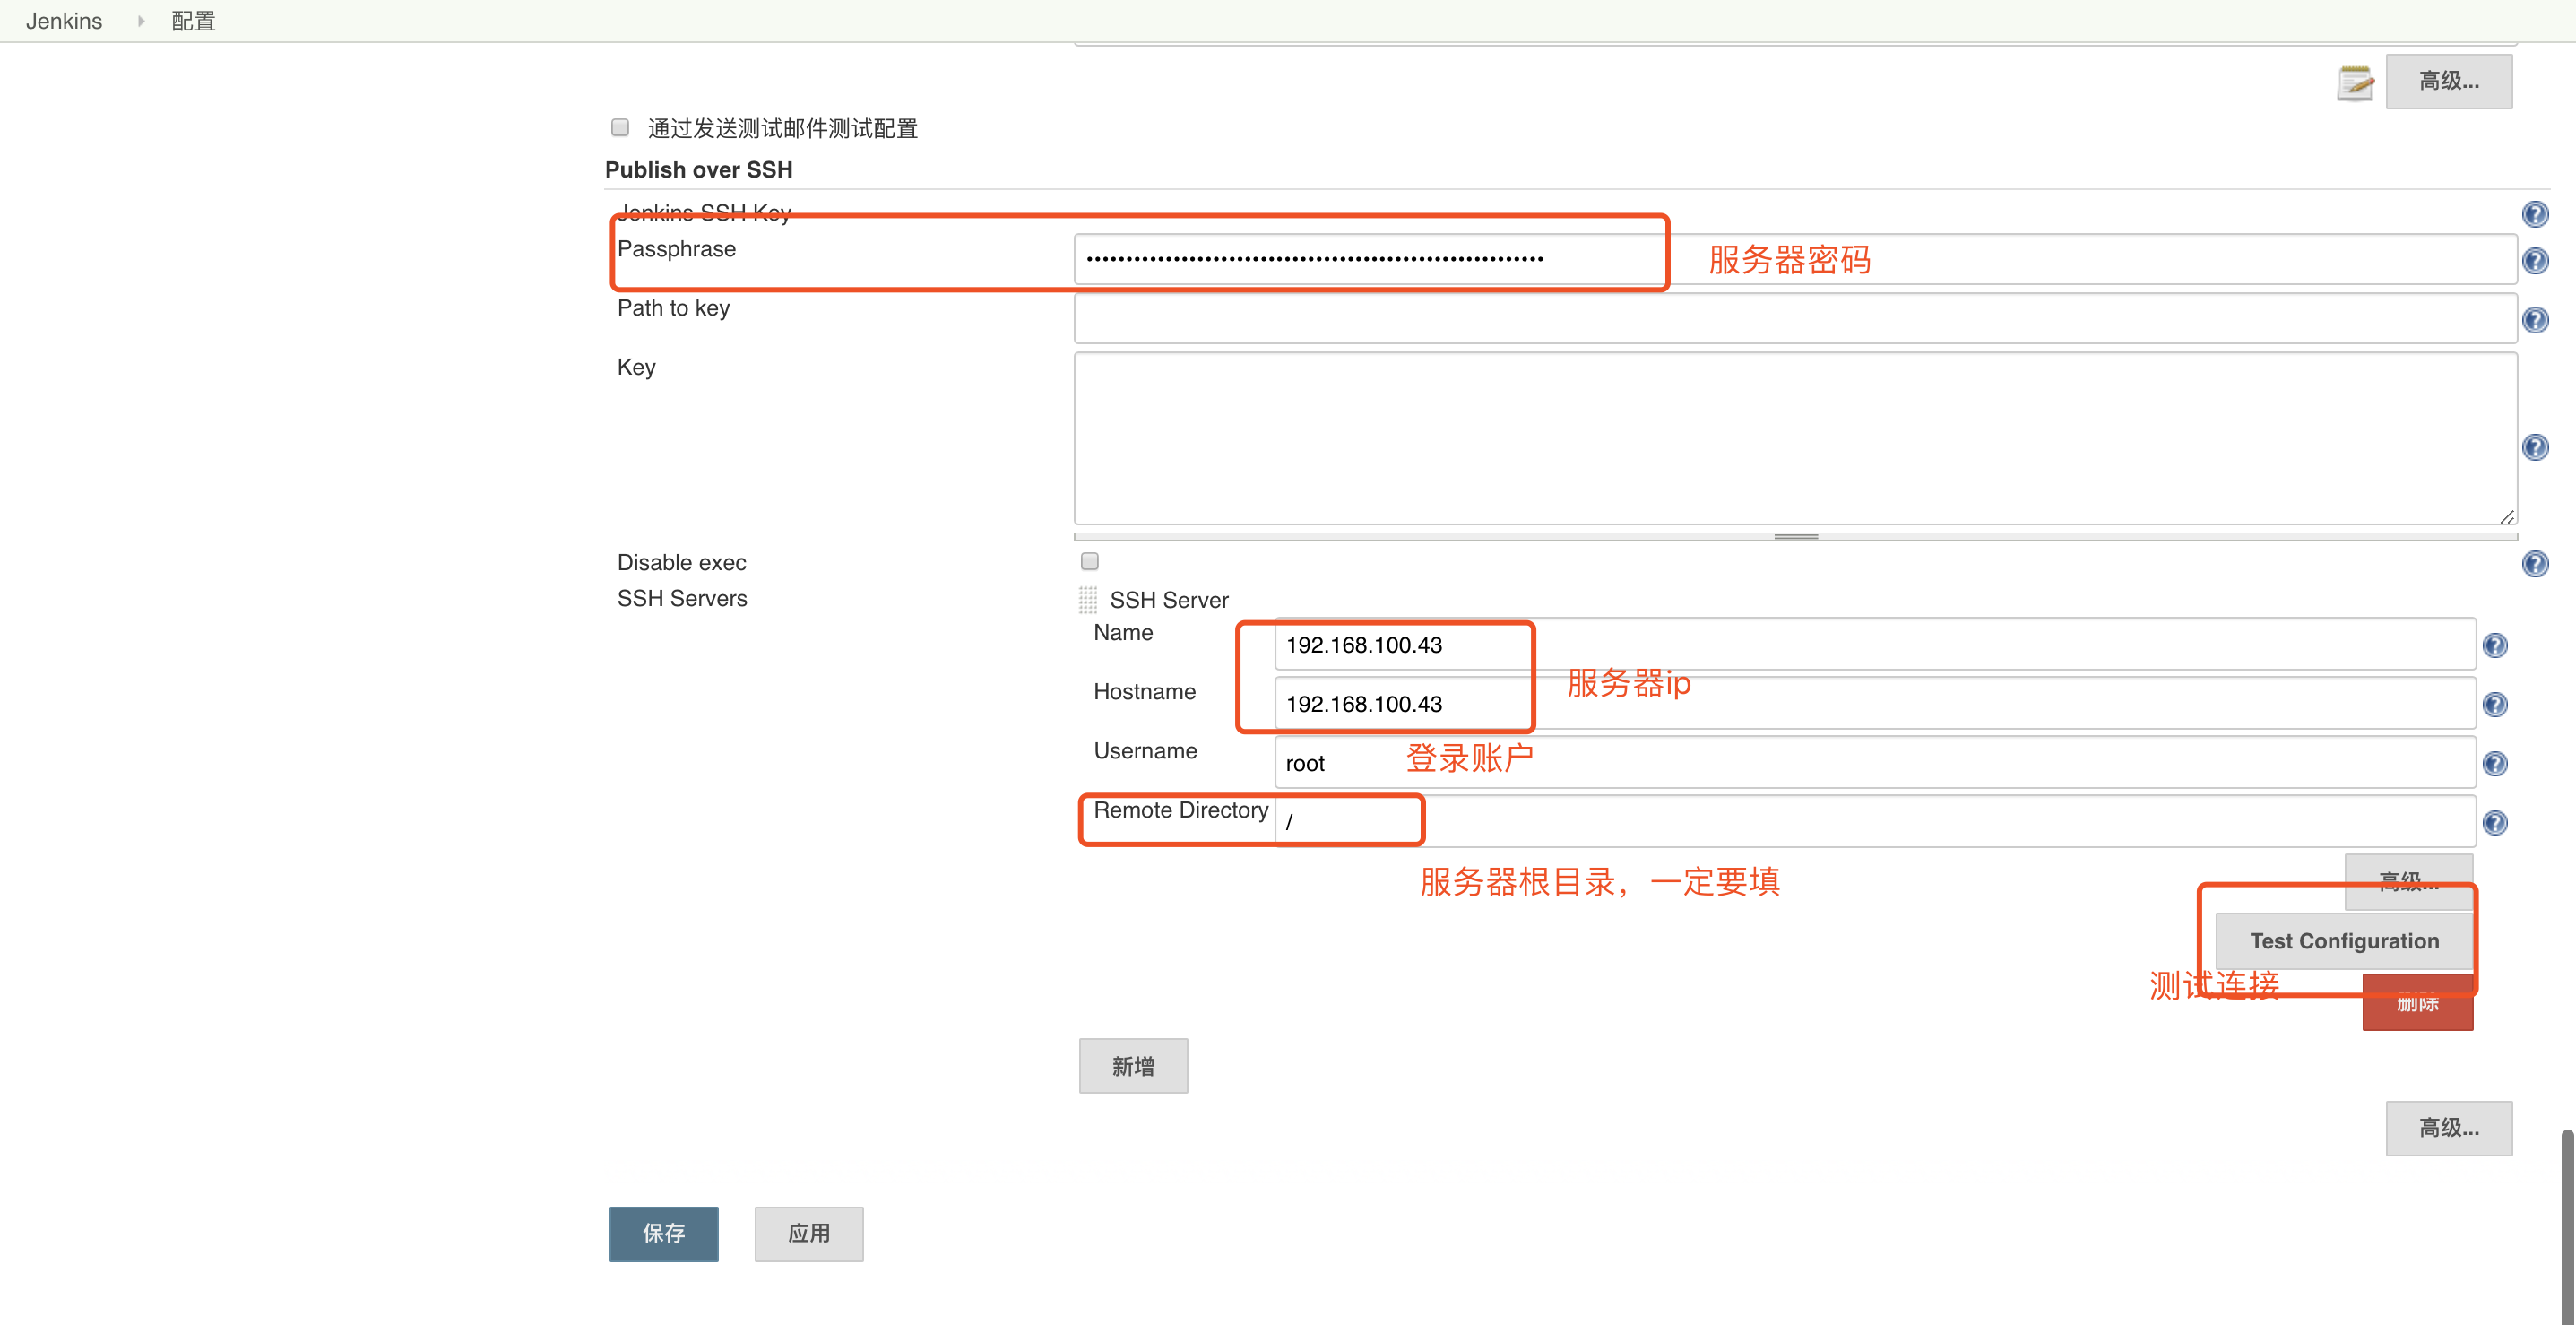 Jenkins 配置
高级...
通过发送测试邮件测试配置
Publish over SSH
Jenkins SSH Key
Passphrase
服务器密码
Path to key
Key
Disable exec
SSH Servers
SSH Server
Name 192.168.100.43
服务器ip
Hostname 192.168.100.43
Username root 登录账户
Remote Directory /
服务器根目录，一定要填
高级...
Test Configuration
测试连接
删除
新增
高级...
保存 应用